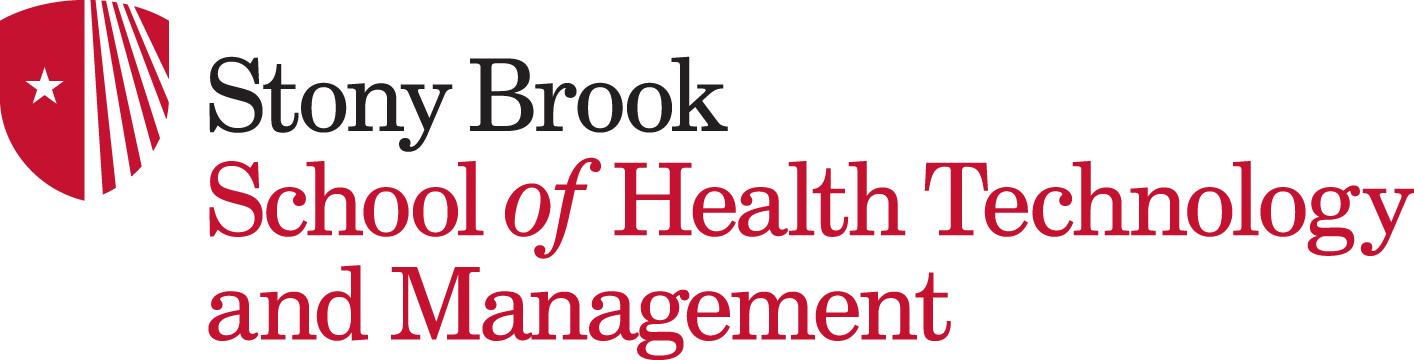 Stony Brook
School of Health Technology
and Management